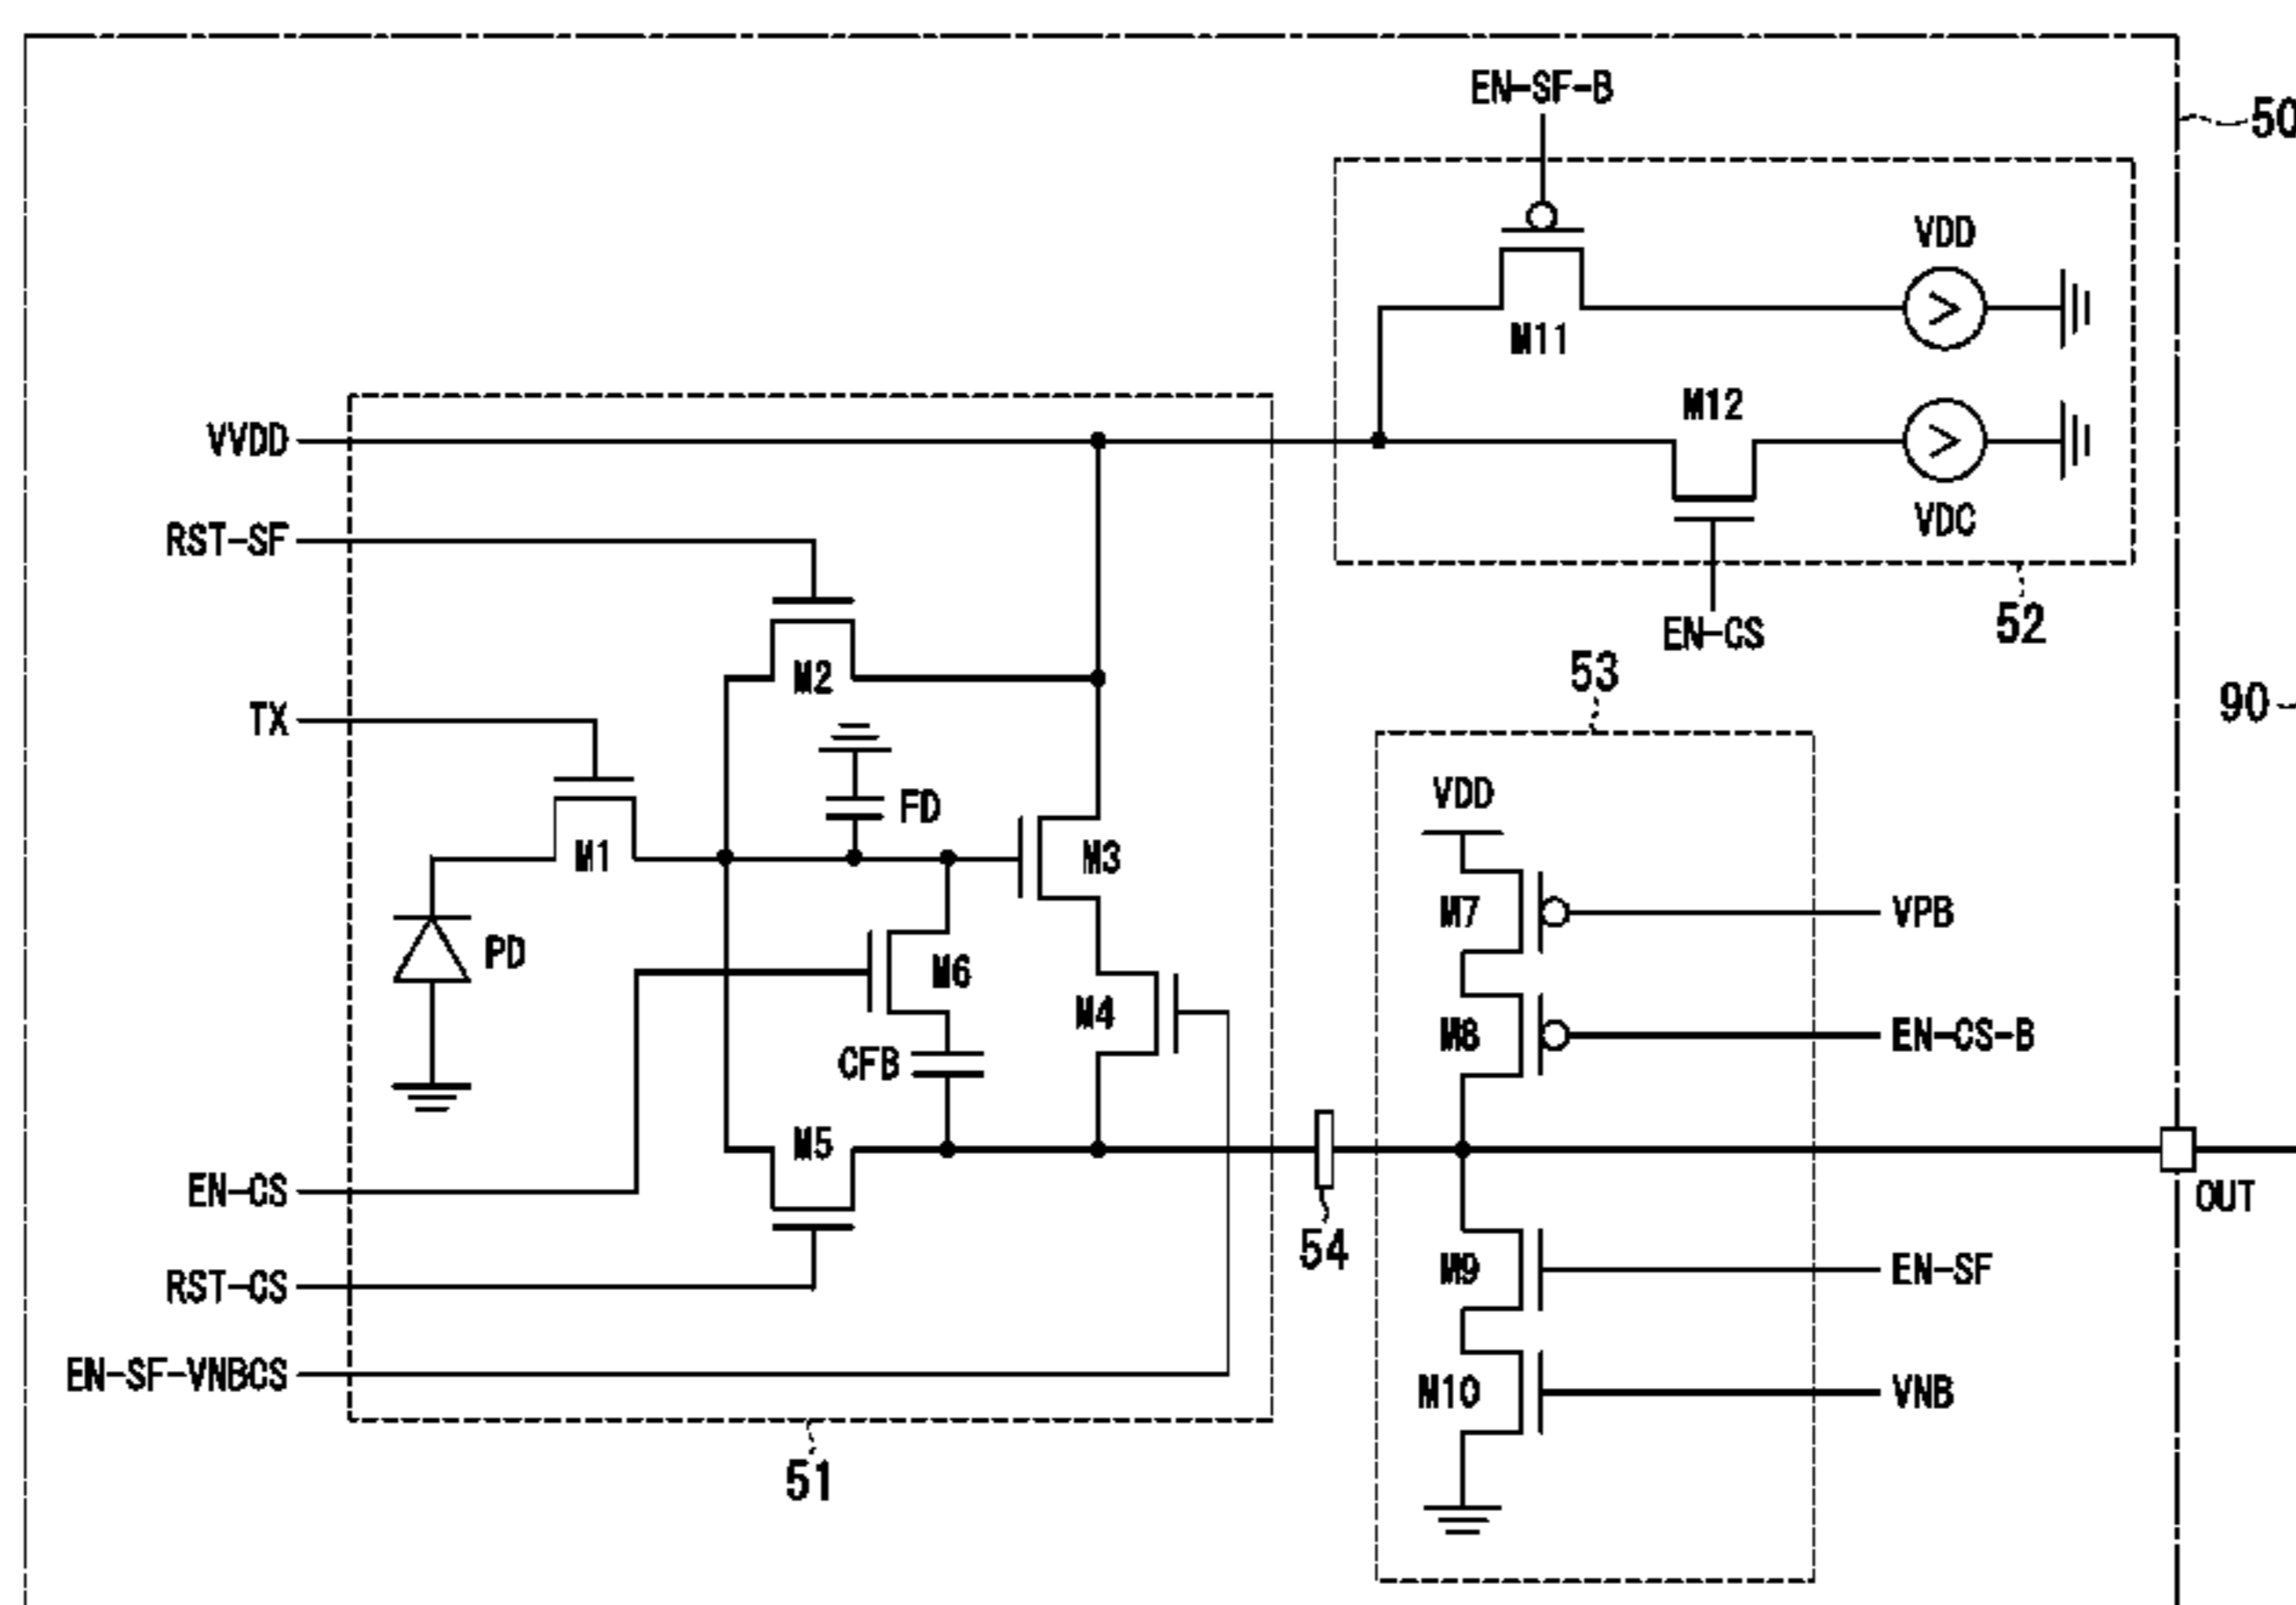 EN-SF-B
50
VDD
M11
M12
VVDD
VDC
RST-SF
52
EN-CS
53
M2
90
TX
VDD
FD
M1
M3
M7
VPB
PD
M6
M4
M8
EN-CS-B
CFB
M5
EN-CS
OUT
54
M9
EN-SF
RST-CS
EN-SF-VNBCS
M10
VNB
51